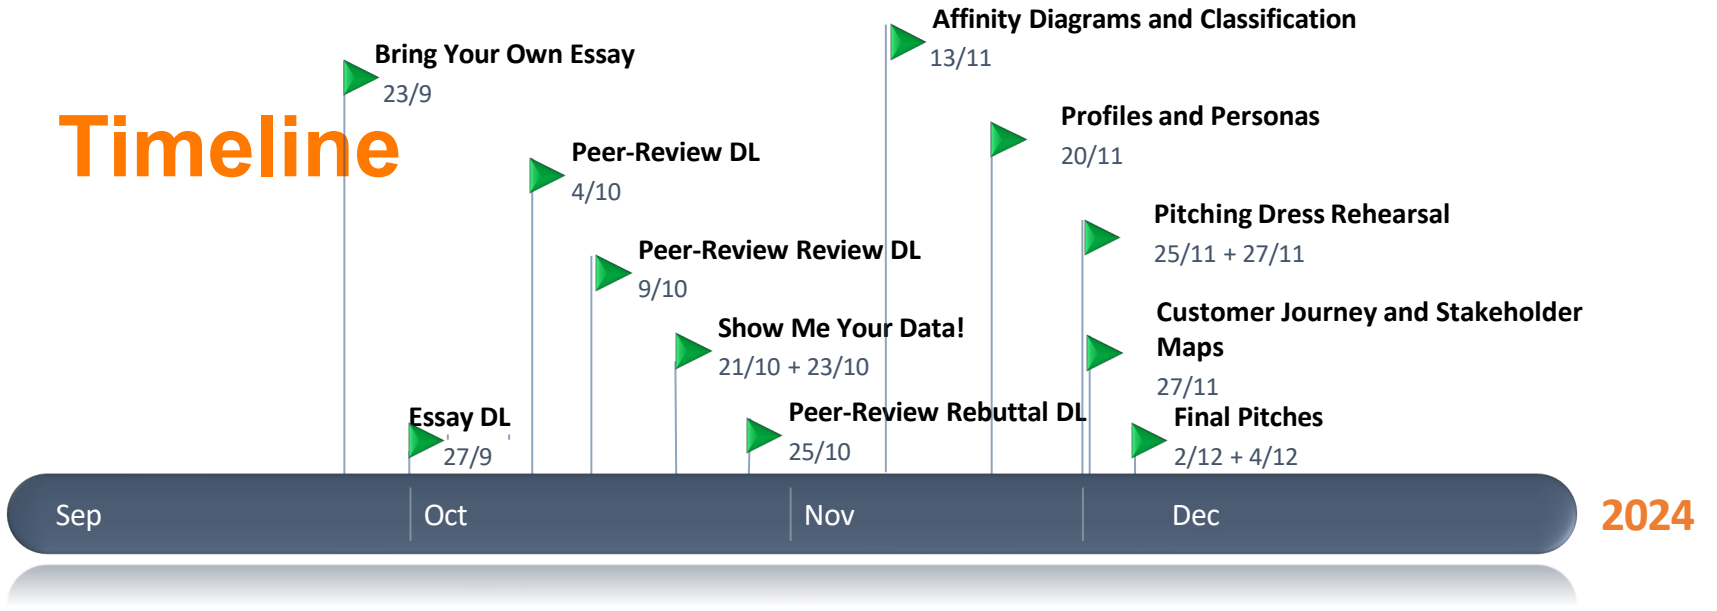 Timeline
Bring Your Own Essay
23/9
Essay DL
27/9
Peer-Review DL
4/10
Peer-Review Review DL
9/10
Show Me Your Data!
21/10 + 23/10
Peer-Review Rebuttal DL
25/10
Affinity Diagrams and Classification
13/11
Profiles and Personas
20/11
Pitching Dress Rehearsal
25/11 + 27/11
Customer Journey and Stakeholder
Maps
27/11
Final Pitches
2/12 + 4/12
Sep
Oct
Nov
Dec
2024